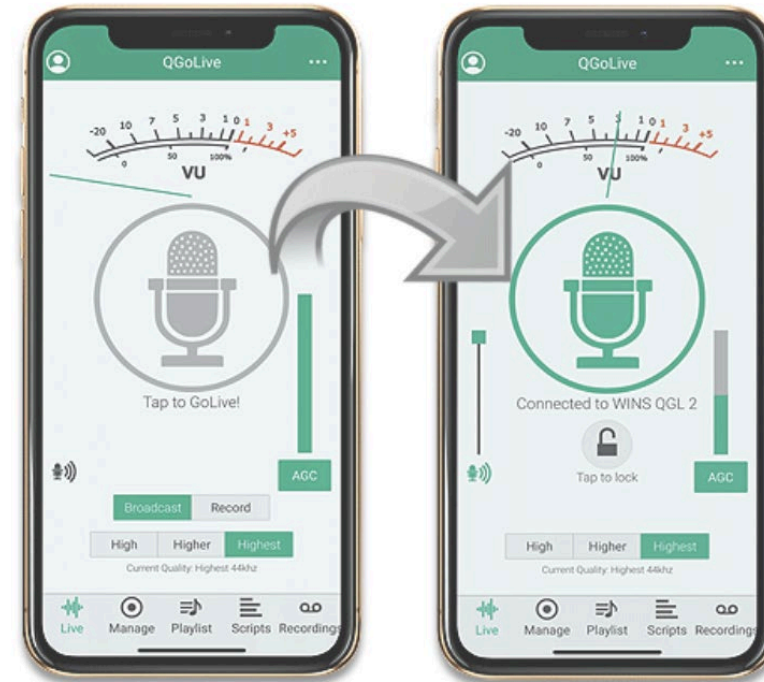 QGoLive
-20 10 7 5 3 1 0 1 3 +5
0 50 100%
VU
Tap to GoLive!
AGC
Broadcast Record
High Higher Highest
Current Quality: Highest 44khz
Live Manage Playlist Scripts Recordings
QGoLive
-20 10 7 5 3 1 0 1 3 +5
0 50 100%
VU
Connected to WINS QGL 2
Tap to lock
AGC
High Higher Highest
Current Quality: Highest 44khz
Live Manage Playlist Scripts Recordings